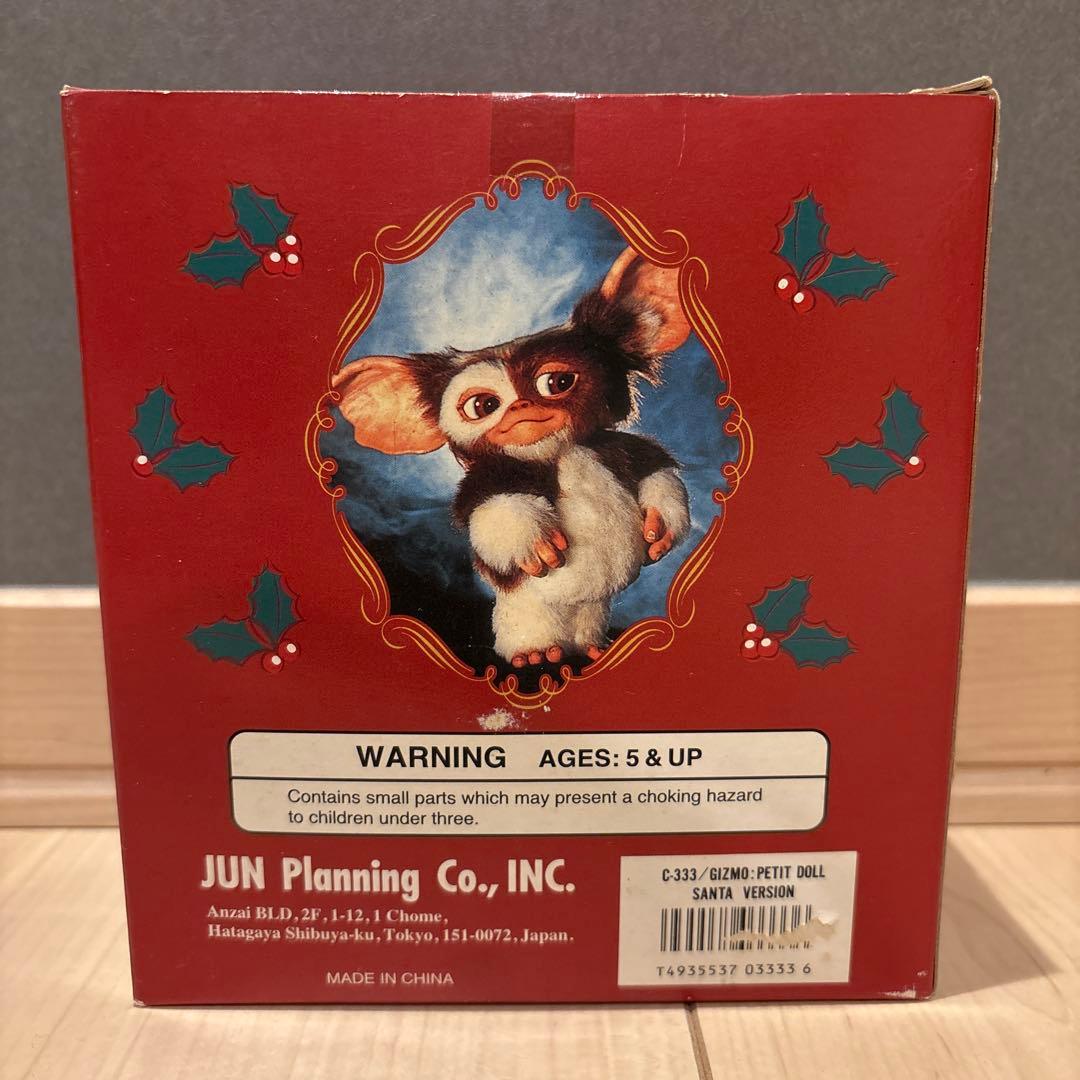 WARNING AGES: 5 & UP
Contains small parts which may present a choking hazard
to children under three.
JUN Planning Co., INC.
Anzai BLD, 2F, 1-12, 1 Chome,
Hatagaya Shibuya-ku, Tokyo, 151-0072, Japan.
MADE IN CHINA
C-333/GIZMO:PETIT DOLL
SANTA VERSION
T4935537 03333 6